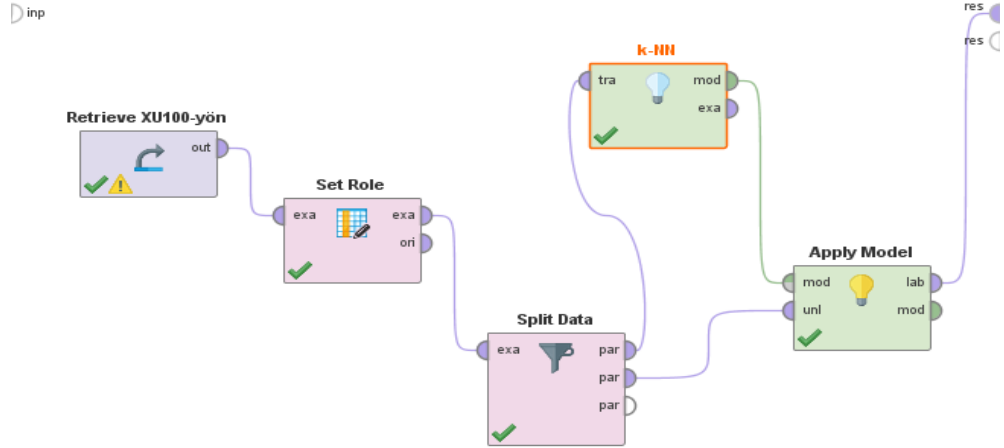 inp
res
res
k-NN
tra
mod
exa
Retrieve XU100-yön
out
Set Role
exa
exa
ori
Apply Model
mod
lab
unl
mod
Split Data
exa
par
par
par